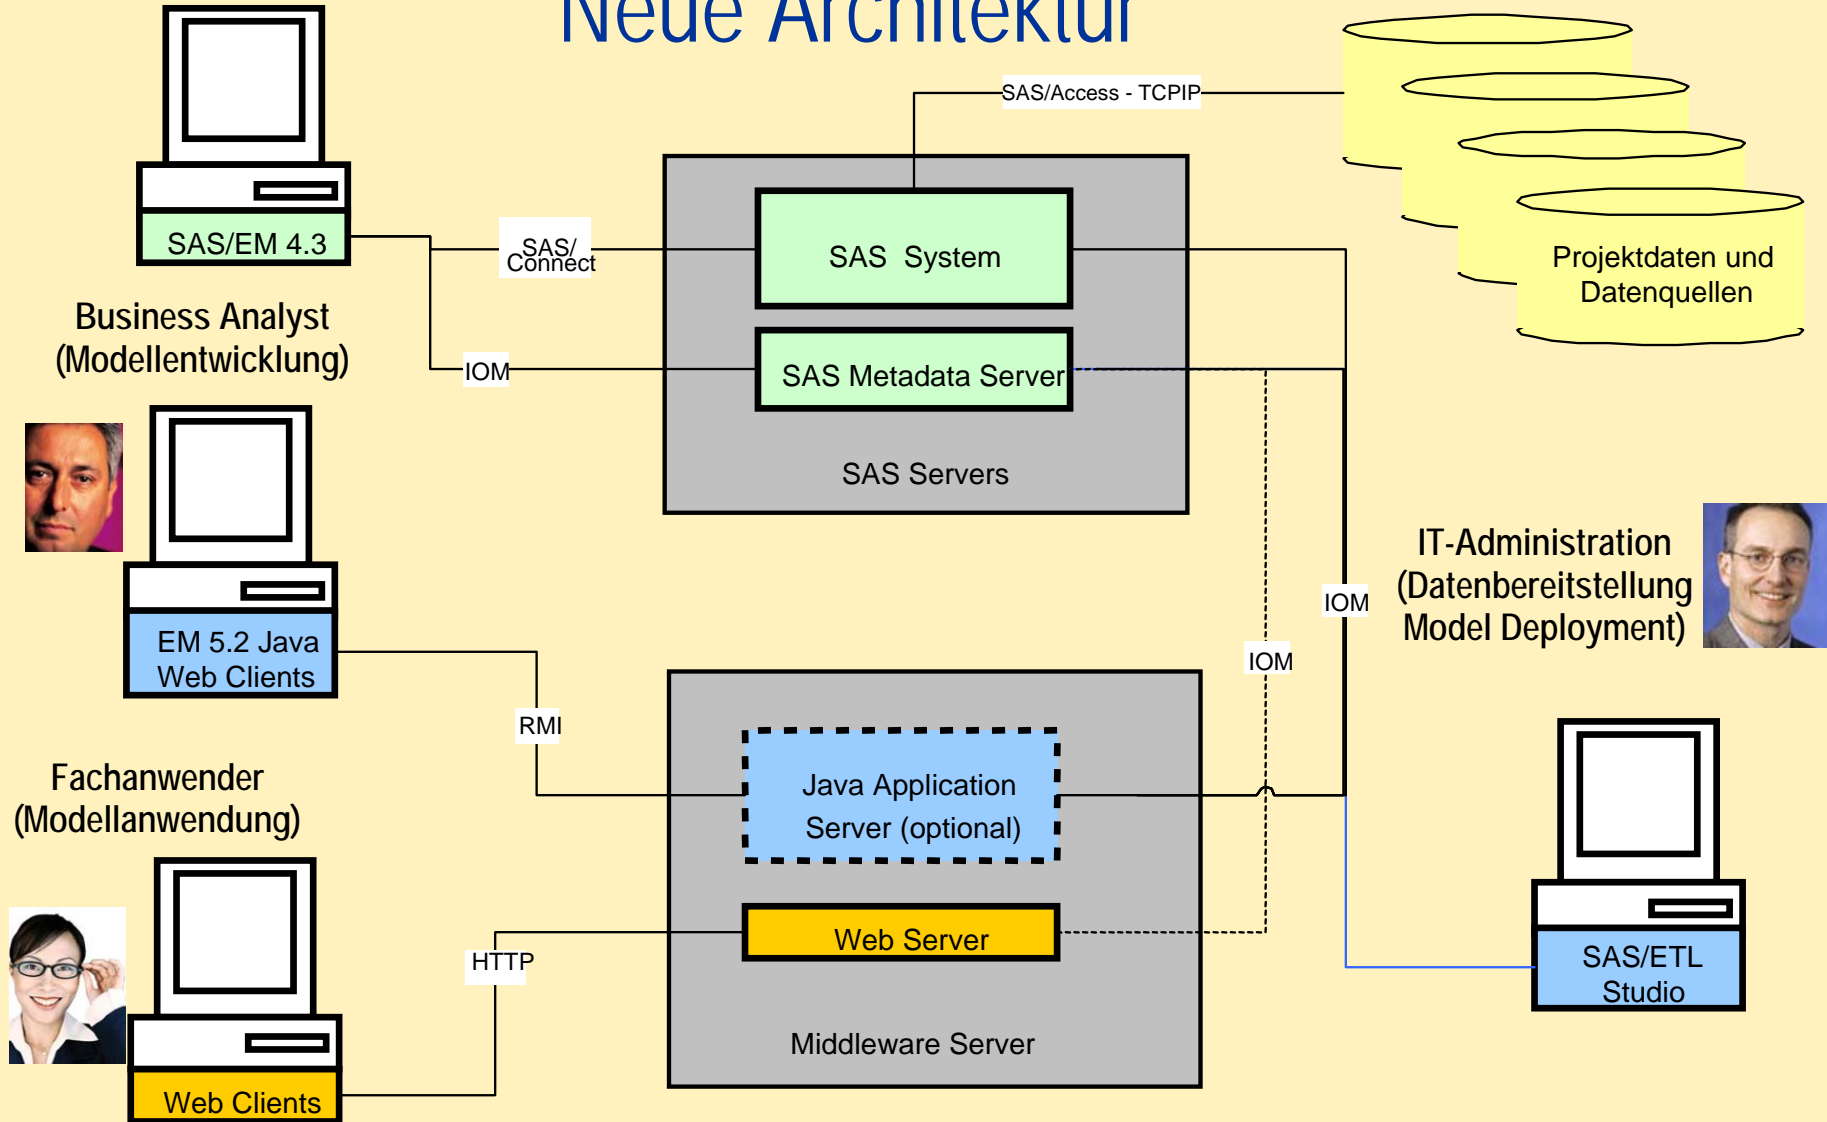 Neue Architektur
SAS/Access - TCPIP
SAS/EM 4.3
SAS/
Connect
SAS System
Projektdaten und
Datenquellen
Business Analyst
(Modellentwicklung)
IOM
SAS Metadata Server
SAS Servers
IT-Administration
(Datenbereitstellung
Model Deployment)
IOM
IOM
EM 5.2 Java
Web Clients
RMI
Java Application
Server (optional)
Fachanwender
(Modellanwendung)
HTTP
Web Server
SAS/ETL
Studio
Middleware Server
Web Clients